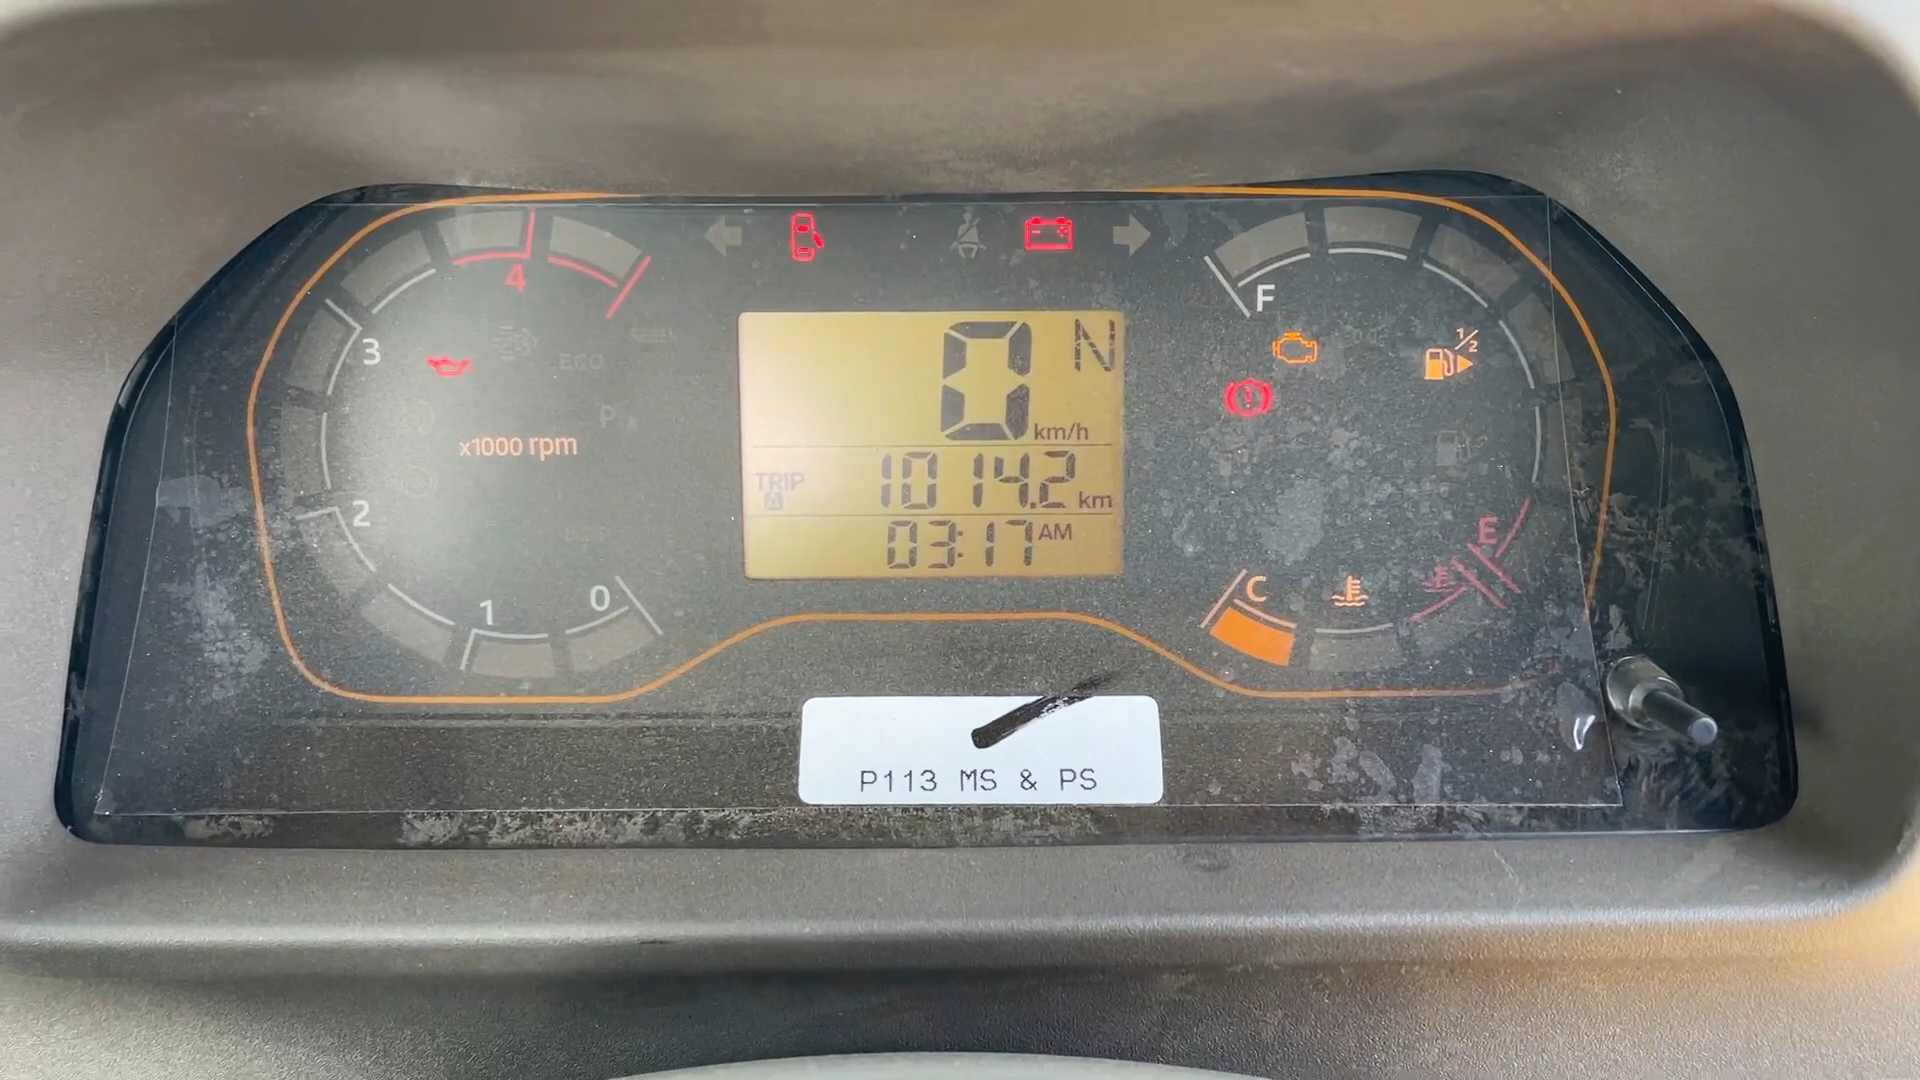 4
3
2
1
0
ECO
P
x1000 rpm
0 N
km/h
TRIP A 1014.2 km
03:17 AM
F
1/2
E
C
P113 MS & PS